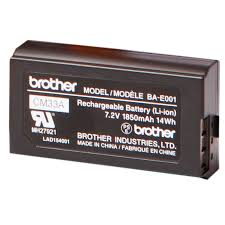 brother
MODEL/MODÈLE BA-E001
CM33A
Rechargeable Battery (Li-ion)
7.2V 1850mAh 14Wh
MH27921
LAD164001
BROTHER INDUSTRIES, LTD.
MADE IN CHINA / FABRIQUÉ EN CHINE
brother